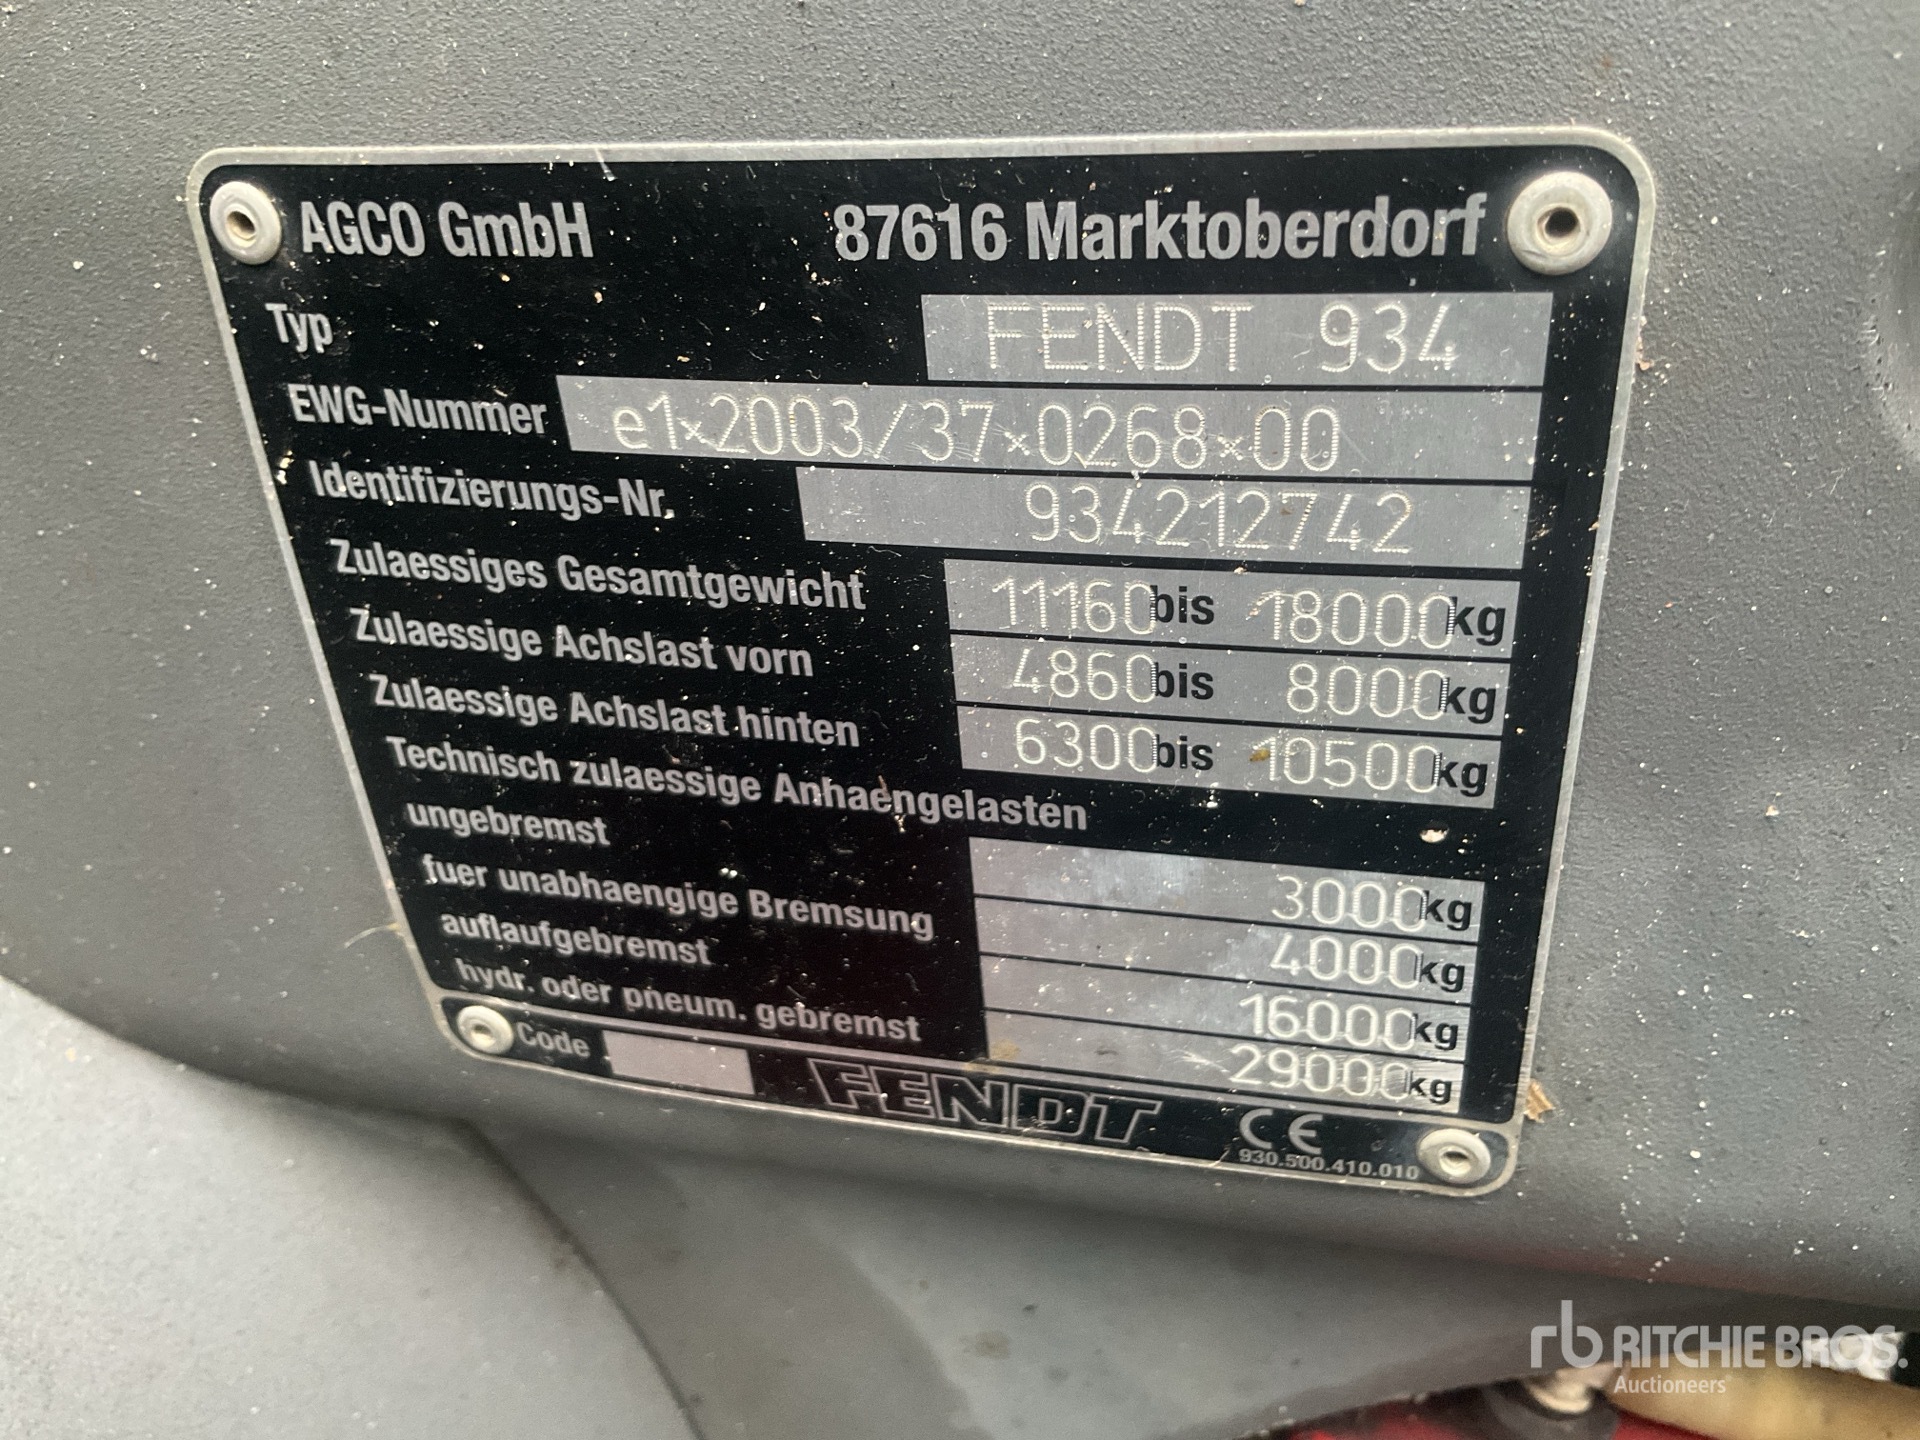 AGCO GmbH 87616 Marktoberdorf
Typ FENDT 934
EWG-Nummer e1×2003/37×0268×00
Identifizierungs-Nr. 934212742
Zulaessiges Gesamtgewicht 11160 bis 18000 kg
Zulaessige Achslast vorn 4860 bis 8000 kg
Zulaessige Achslast hinten 6300 bis 10500 kg
Technisch zulaessige Anhaengelasten
ungebremst 3000 kg
fuer unabhaengige Bremsung 4000 kg
auflaufgebremst 16000 kg
hydr. oder pneum. gebremst 29000 kg
Code FENDT CE
930.500.410.010
rb RITCHIE BROS.
Auctioneers